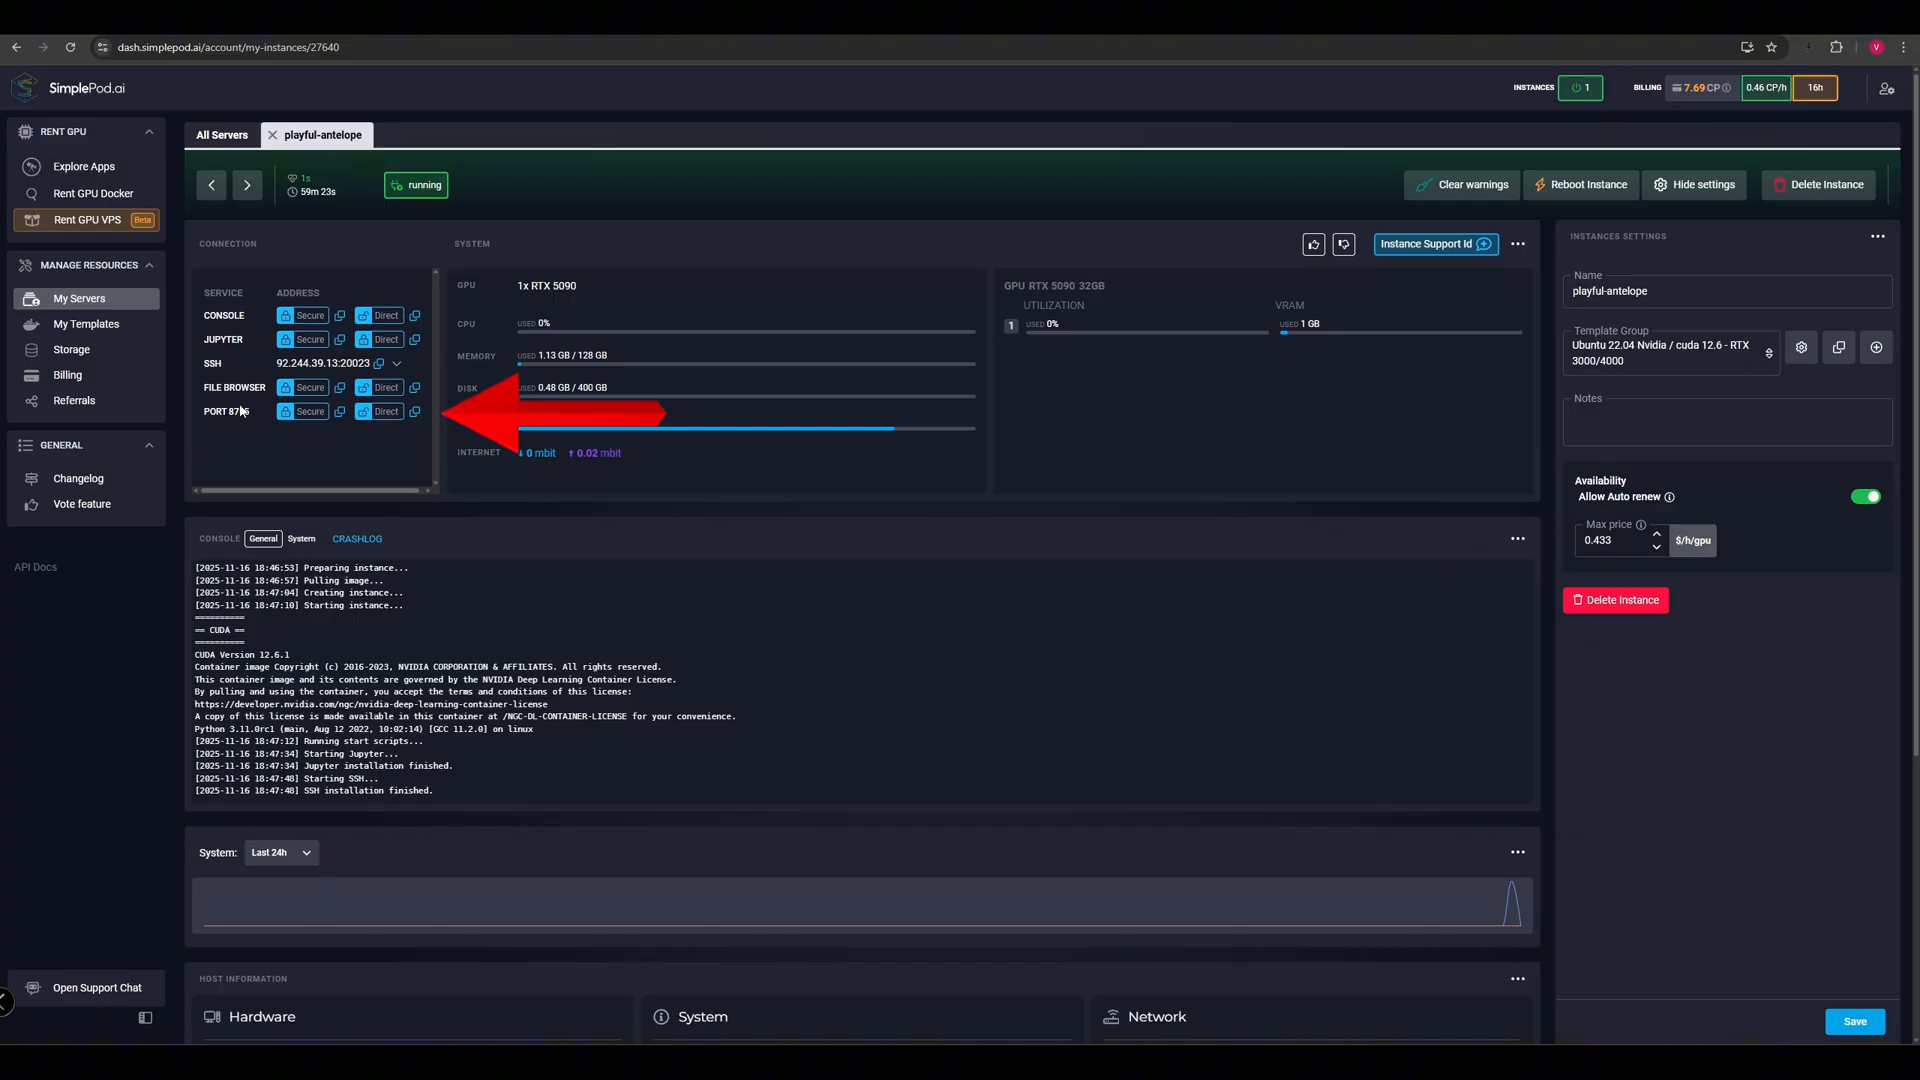 dash.simplepod.ai/account/my-instances/27640
V
SimplePod.ai
INSTANCES 1 BILLING 7.69 CP 0.46 CP/h 16h
RENT GPU
Explore Apps
Rent GPU Docker
Rent GPU VPS Beta
MANAGE RESOURCES
My Servers
My Templates
Storage
Billing
Referrals
GENERAL
Changelog
Vote feature
API Docs
Open Support Chat
All Servers playful-antelope
1s
59m 23s
running
Clear warnings Reboot Instance Hide settings Delete Instance
CONNECTION
SERVICE ADDRESS
CONSOLE Secure Direct
JUPYTER Secure Direct
SSH 92.244.39.13:20023
FILE BROWSER Secure Direct
PORT Secure Direct
SYSTEM
Instance Support Id
GPU 1x RTX 5090
CPU USED 0%
MEMORY USED 1.13 GB / 128 GB
DISK USED 0.48 GB / 400 GB
INTERNET 0 mbit 0.02 mbit
GPU RTX 5090 32GB
UTILIZATION VRAM
1 USED 0% USED 1 GB
CONSOLE General System CRASHLOG
[2025-11-16 18:46:53] Preparing instance...
[2025-11-16 18:46:57] Pulling image...
[2025-11-16 18:47:04] Creating instance...
[2025-11-16 18:47:10] Starting instance...
==========
== CUDA ==
==========
CUDA Version 12.6.1
Container image Copyright (c) 2016-2023, NVIDIA CORPORATION & AFFILIATES. All rights reserved.
This container image and its contents are governed by the NVIDIA Deep Learning Container License.
By pulling and using the container, you accept the terms and conditions of this license:
https://developer.nvidia.com/ngc/nvidia-deep-learning-container-license
A copy of this license is made available in this container at /NGC-DL-CONTAINER-LICENSE for your convenience.
Python 3.11.0rc1 (main, Aug 12 2022, 10:02:14) [GCC 11.2.0] on linux
[2025-11-16 18:47:12] Running start scripts...
[2025-11-16 18:47:34] Starting Jupyter...
[2025-11-16 18:47:34] Jupyter installation finished.
[2025-11-16 18:47:48] Starting SSH...
[2025-11-16 18:47:48] SSH installation finished.
System: Last 24h
HOST INFORMATION
Hardware System Network
INSTANCES SETTINGS
Name
playful-antelope
Template Group
Ubuntu 22.04 Nvidia / cuda 12.6 - RTX
3000/4000
Notes
Availability
Allow Auto renew
Max price
0.433 $/h/gpu
Delete Instance
Save